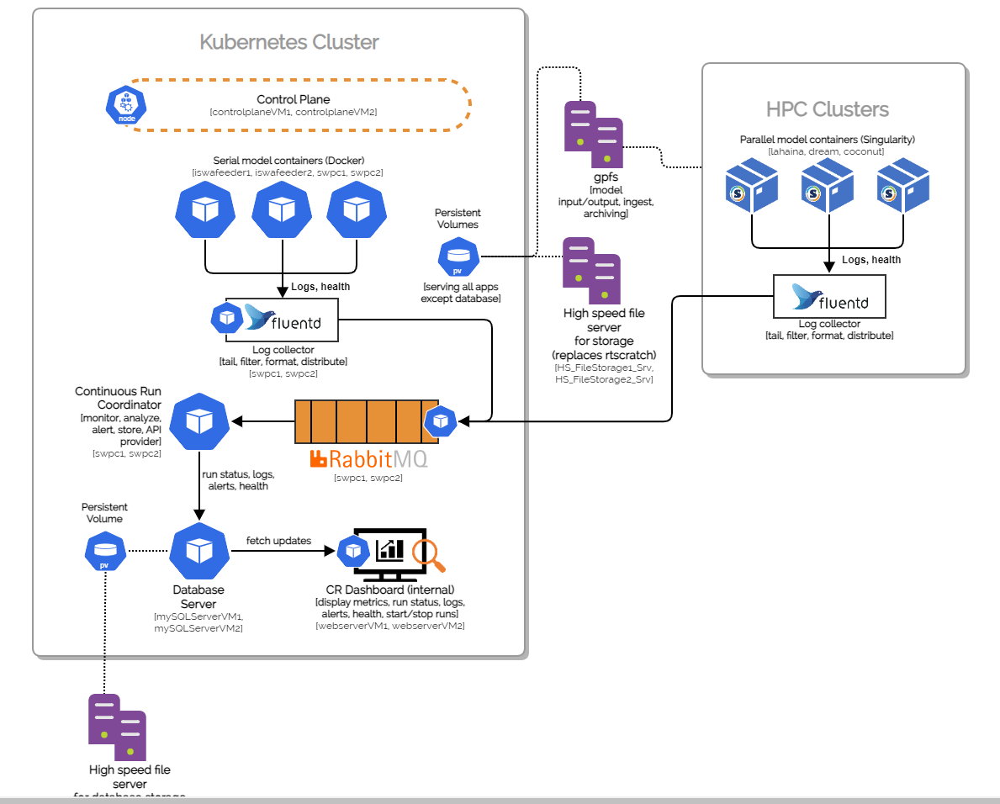 Kubernetes Cluster
node
Control Plane
[controlplaneVM1, controlplaneVM2]
Serial model containers (Docker)
[iswafeeder1, iswafeeder2, swpc1, swpc2]
Logs, health
fluentd
Log collector
[tail, filter, format, distribute]
[swpc1, swpc2]
Persistent
Volumes
pv
[serving all apps
except database]
gpfs
[model
input/output, ingest,
archiving]
High speed file
server
for storage
(replaces rtscratch)
[HS_FileStorage1_Srv,
HS_FileStorage2_Srv]
HPC Clusters
Parallel model containers (Singularity)
[lahaina, dream, coconut]
S
S
S
Logs, health
fluentd
Log collector
[tail, filter, format, distribute]
Continuous Run
Coordinator
[monitor, analyze,
alert, store, API
provider]
[swpc1, swpc2]
RabbitMQ
[swpc1, swpc2]
run status, logs,
alerts, health
Persistent
Volume
pv
fetch updates
Database
Server
[mySQLServerVM1,
mySQLServerVM2]
CR Dashboard (internal)
[display metrics, run status, logs,
alerts, health, start/stop runs]
[webserverVM1, webserverVM2]
High speed file
server
for database storage